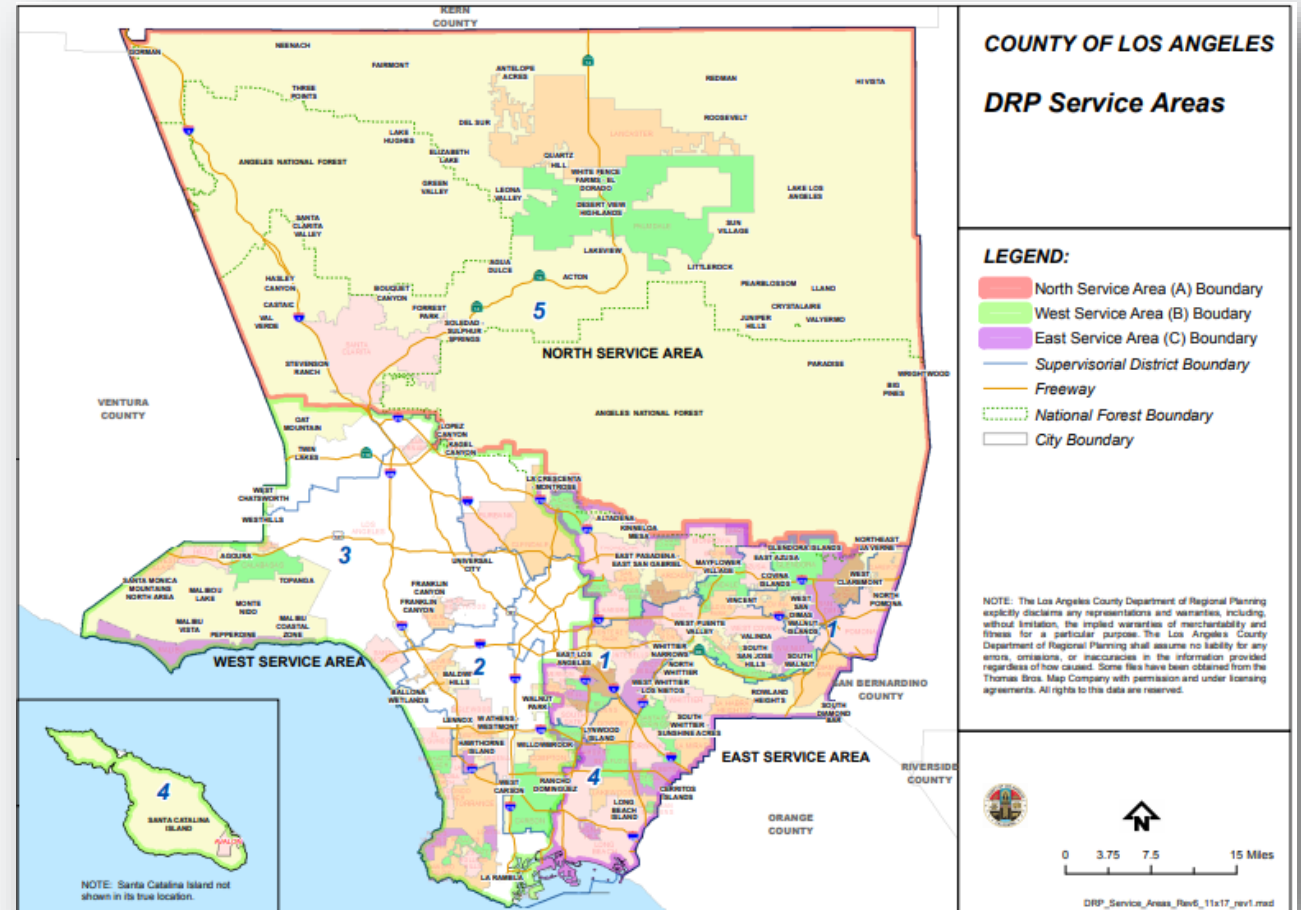 KERN
COUNTY
COUNTY OF LOS ANGELES
DRP Service Areas
LEGEND:
North Service Area (A) Boundary
West Service Area (B) Boudary
East Service Area (C) Boundary
Supervisorial District Boundary
Freeway
National Forest Boundary
City Boundary
NOTE: The Los Angeles County Department of Regional Planning
explicitly disclaims any representations and warranties, including,
without limitation, the implied warranties of merchantability and
fitness for a particular purpose. The Los Angeles County
Department of Regional Planning shall assume no liability for any
errors, omissions, or inaccuracies in the information provided
regardless of how caused. Some files have been obtained from the
Thomas Bros. Map Company with permission and under licensing
agreements. All rights to this data are reserved.
N
0 3.75 7.5 15 Miles
DRP_Service_Areas_Rev6_11x17_rev1.mxd
GORMAN
NEENACH
FAIRMONT
ANTELOPE
ACRES
REDMAN
HI VISTA
THREE
POINTS
DEL SUR
ROOSEVELT
LANCASTER
LAKE
HUGHES
ELIZABETH
LAKE
ANGELES NATIONAL FOREST
QUARTZ
HILL
WHITE FENCE
FARMS - EL
DORADO
GREEN
VALLEY
LEONA
VALLEY
LAKE LOS
ANGELES
DESERT VIEW
HIGHLANDS
PALMDALE
SUN
VILLAGE
SANTA
CLARITA
VALLEY
LAKEVIEW
AGUA
DULCE
LITTLEROCK
ACTON
HASLEY
CANYON
BOUQUET
CANYON
PEARBLOSSOM
LLANO
CASTAIC
VAL
VERDE
FORREST
PARK
5
CRYSTALAIRE
JUNIPER
HILLS
VALYERMO
SOLEDAD -
SULPHUR
SPRINGS
SANTA
CLARITA
NORTH SERVICE AREA
STEVENSON
RANCH
PARADISE
WRIGHTWOOD
BIG
PINES
VENTURA
COUNTY
ANGELES NATIONAL FOREST
OAT
MOUNTAIN
LOPEZ
CANYON
KAGEL
CANYON
TWIN
LAKES
LA CRESCENTA
MONTROSE
WEST
CHATSWORTH
WESTHILLS
LOS
ANGELES
ALTADENA
KINNELOA
MESA
AGOURA
CALABASAS
3
UNIVERSAL
CITY
EAST PASADENA -
EAST SAN GABRIEL
MAYFLOWER
VILLAGE
GLENDORA ISLANDS
EAST AZUSA
NORTHEAST
LA VERNE
COVINA
ISLANDS
WEST
CLAREMONT
SANTA MONICA
MOUNTAINS
NORTH AREA
MALIBOU
LAKE
TOPANGA
MONTE
NIDO
FRANKLIN
CANYON
FRANKLIN
CANYON
VINCENT
WEST
SAN
DIMAS
NORTH
POMONA
MALIBU
VISTA
PEPPERDINE
MALIBU
COASTAL
ZONE
WEST PUENTE
VALLEY
VALINDA
WALNUT
ISLANDS
1
WEST SERVICE AREA
2
EAST LOS
ANGELES
1
WHITTIER
NARROWS
NORTH
WHITTIER
SOUTH
SAN JOSE
HILLS
SOUTH
WALNUT
BALDWIN
HILLS
WEST WHITTIER
LOS NIETOS
ROWLAND
HEIGHTS
SAN BERNARDINO
COUNTY
BALLONA
WETLANDS
WALNUT
PARK
SOUTH
DIAMOND
BAR
LENNOX
W ATHENS -
WESTMONT
LYNWOOD
ISLAND
SOUTH
WHITTIER -
SUNSHINE ACRES
HAWTHORNE
ISLAND
WILLOWBROOK
EAST SERVICE AREA
4
WEST
CARSON
RANCHO
DOMINGUEZ
CERRITOS
ISLANDS
RIVERSIDE
COUNTY
LONG
BEACH
ISLAND
CARSON
ORANGE
COUNTY
LA RAMBLA
4
SANTA CATALINA
ISLAND
AVALON
NOTE: Santa Catalina Island not
shown in its true location.